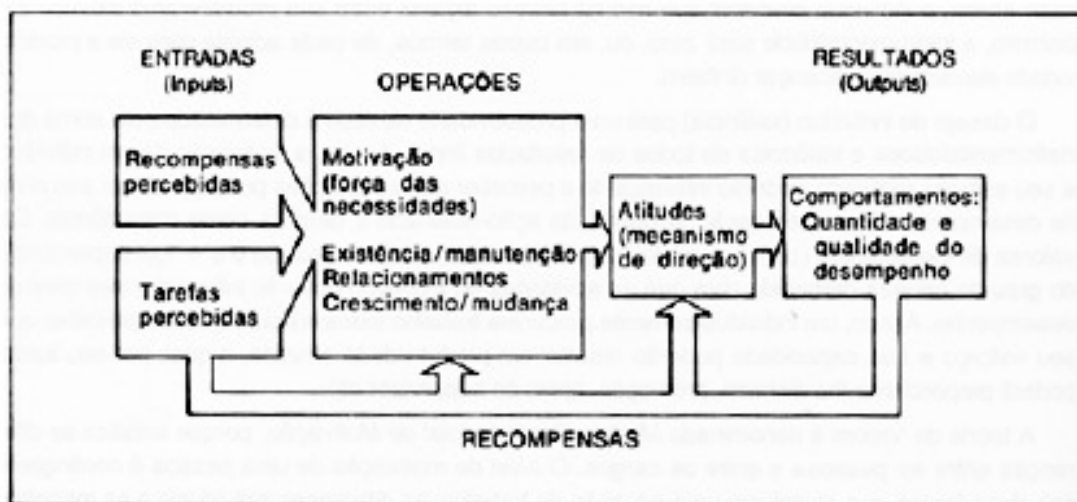 ENTRADAS
(Inputs)
OPERAÇÕES
RESULTADOS
(Outputs)
Recompensas
percebidas
Tarefas
percebidas
Motivação
(força das
necessidades)
Existência/manutenção
Relacionamentos
Crescimento/mudança
Atitudes
(mecanismo
de direção)
Comportamentos:
Quantidade e
qualidade do
desempenho
RECOMPENSAS